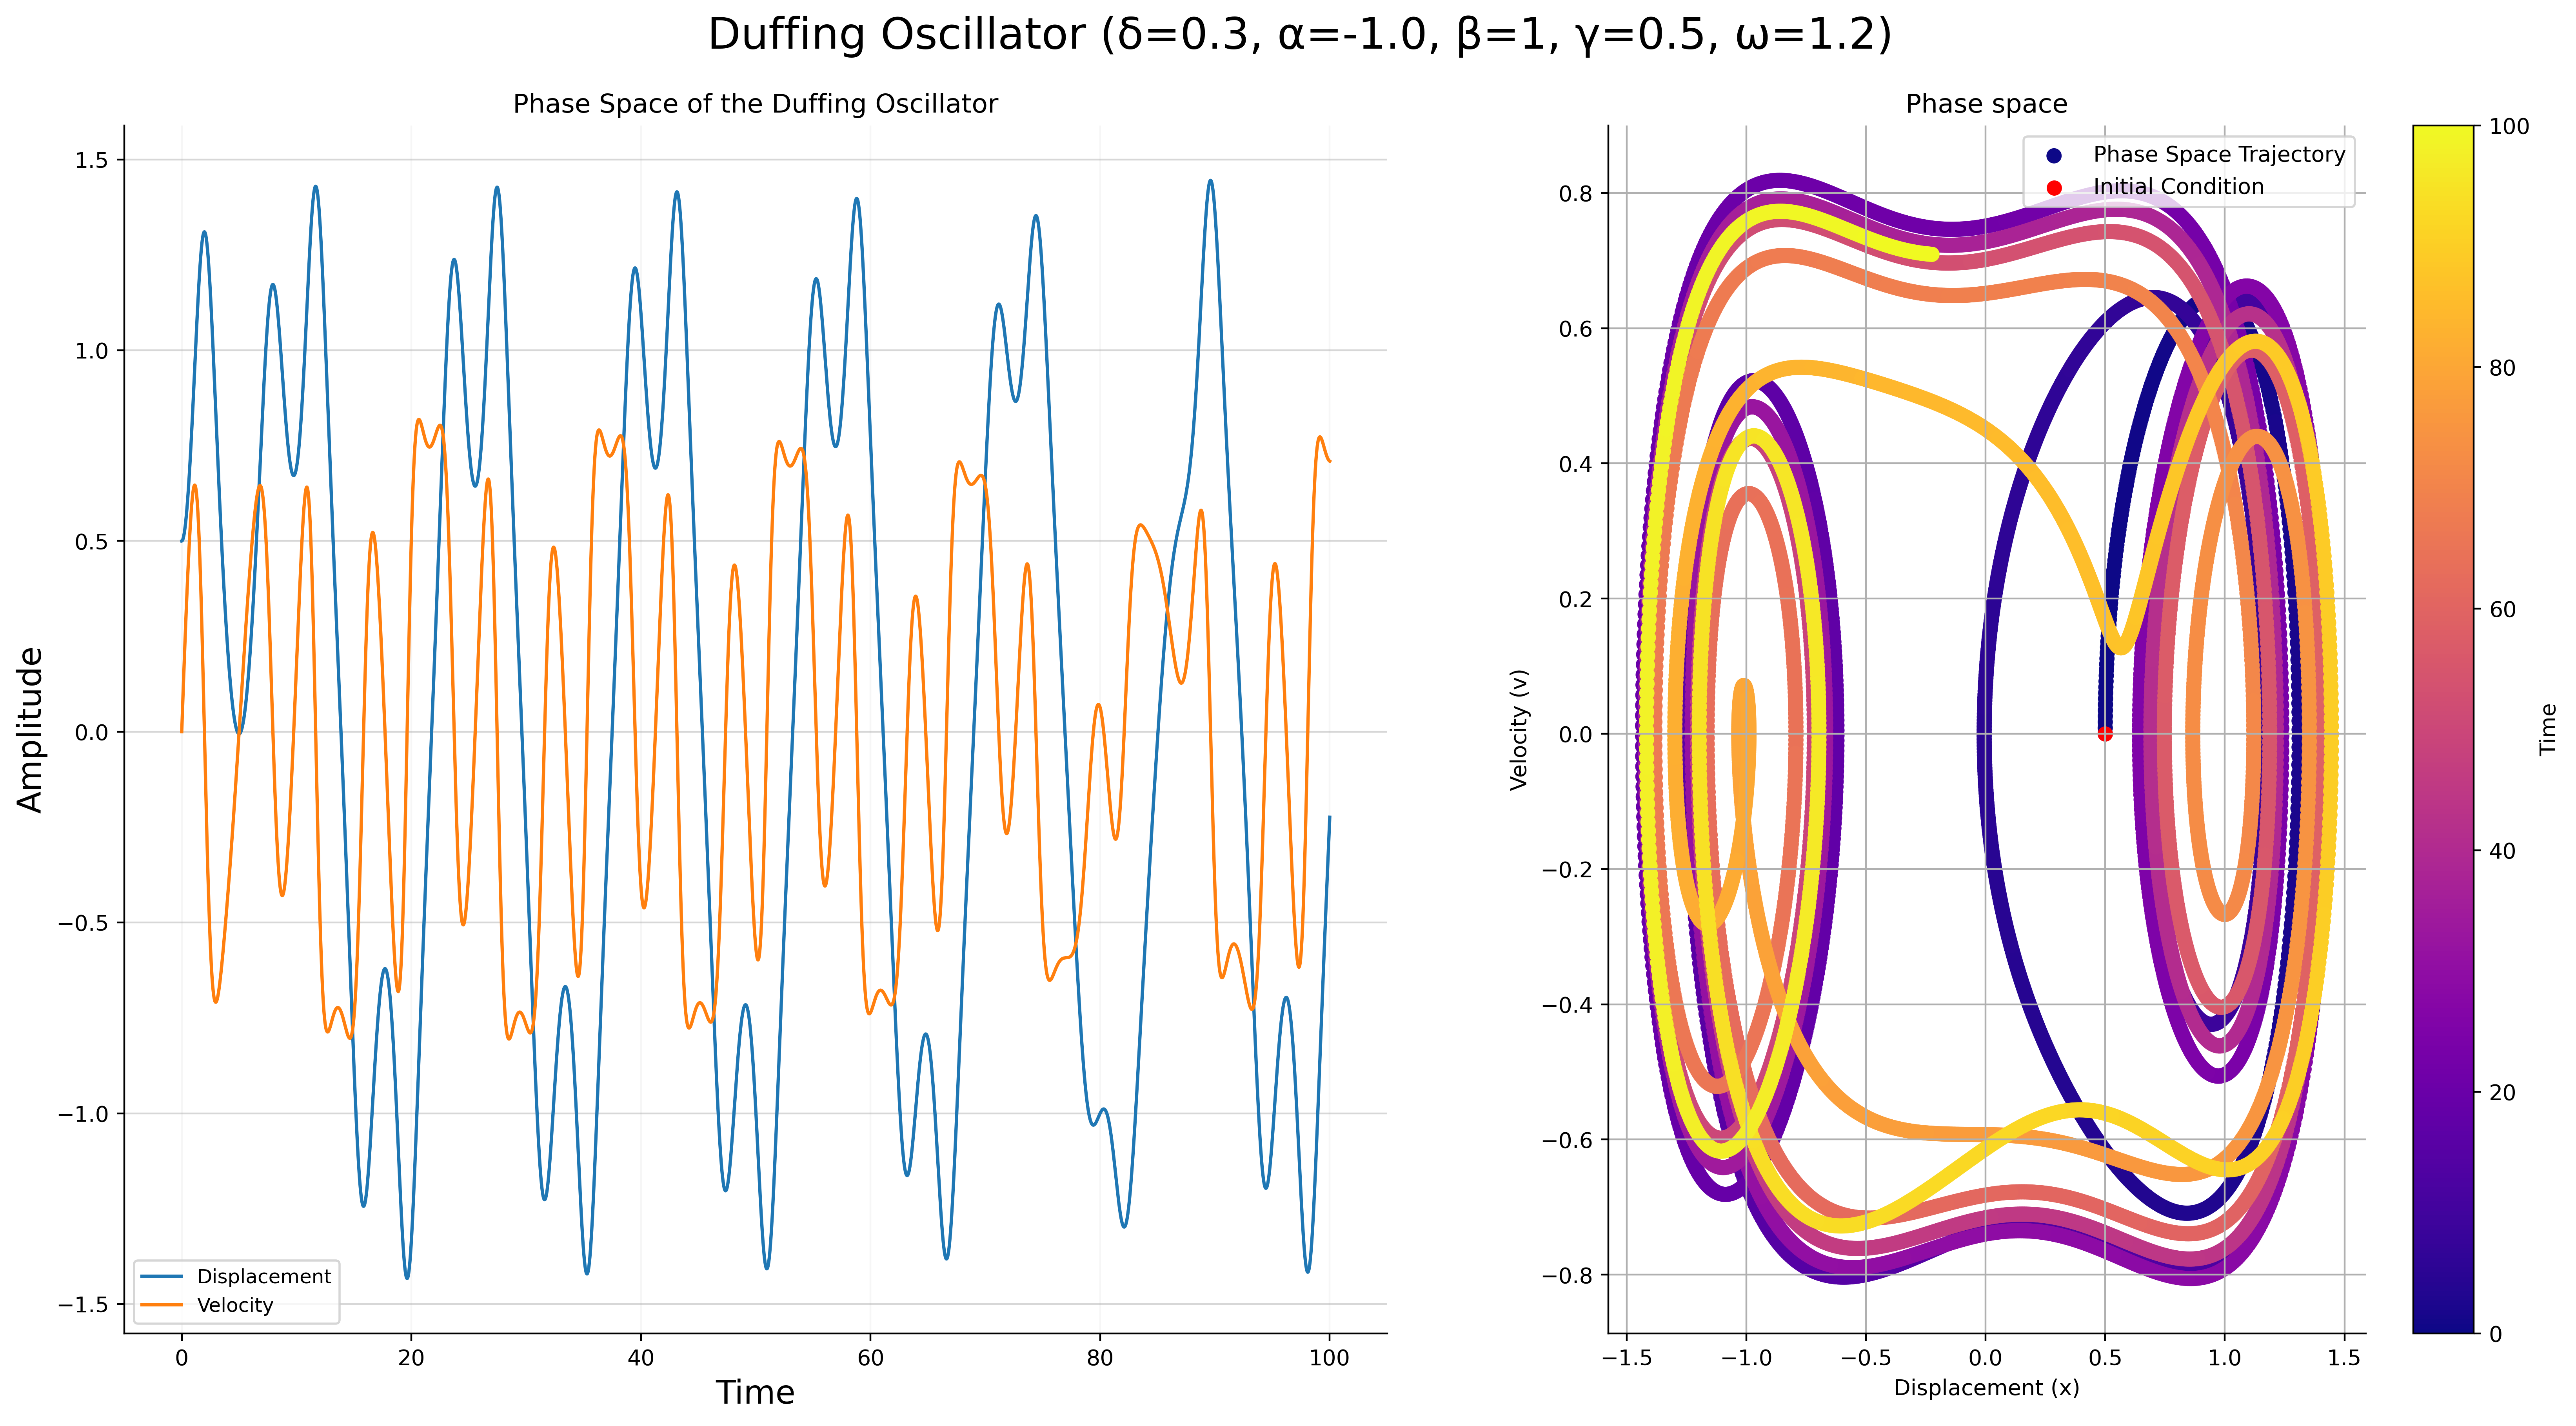 Duffing Oscillator (δ=0.3, α=-1.0, β=1, γ=0.5, ω=1.2)
Phase Space of the Duffing Oscillator
1.5
1.0
0.5
0.0
−0.5
−1.0
−1.5
Amplitude
0
20
40
60
80
100
Time
Displacement
Velocity
Phase space
Phase Space Trajectory
Initial Condition
0.8
0.6
0.4
0.2
0.0
−0.2
−0.4
−0.6
−0.8
Velocity (v)
−1.5
−1.0
−0.5
0.0
0.5
1.0
1.5
Displacement (x)
100
80
60
40
20
0
Time